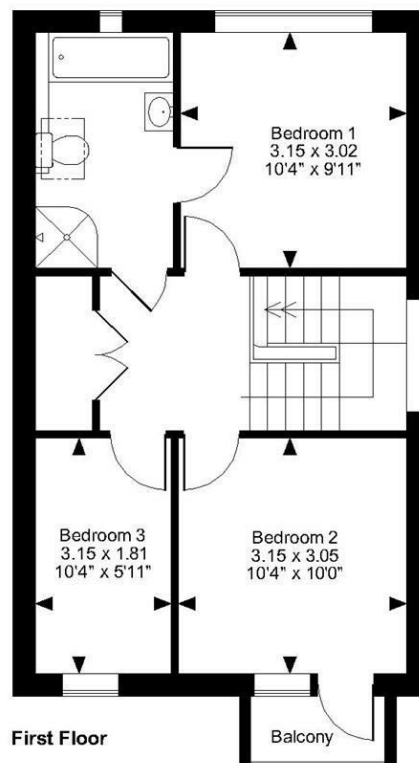 Bedroom 1
3.15 x 3.02
10'4" x 9'11"
Bedroom 3
3.15 x 1.81
10'4" x 5'11"
Bedroom 2
3.15 x 3.05
10'4" x 10'0"
First Floor
Balcony